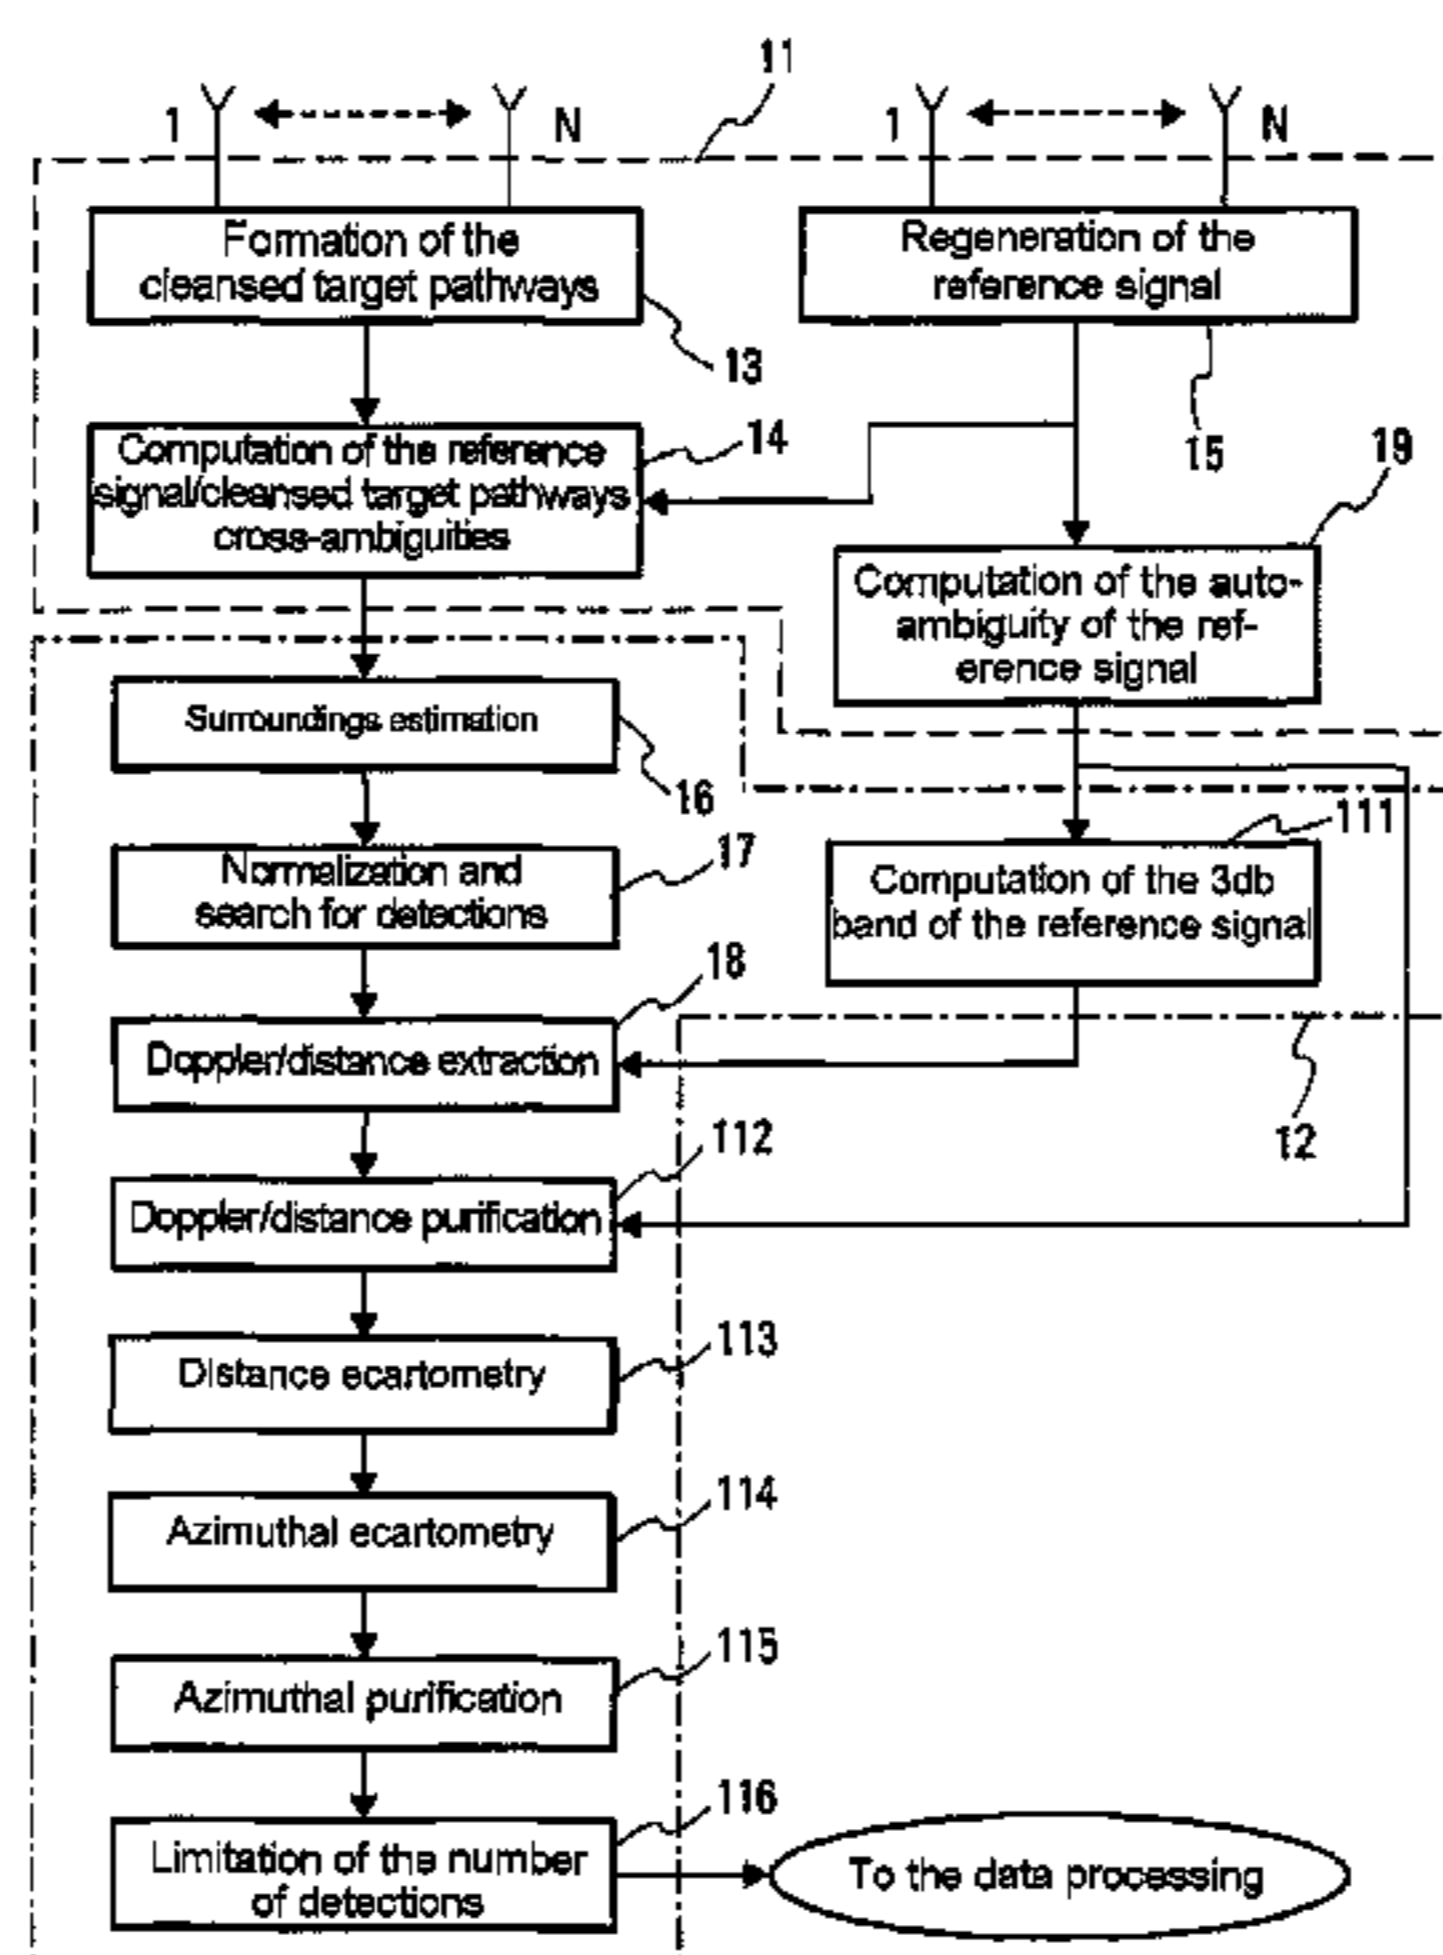 11
1
N
1
N
Formation of the
cleansed target pathways
13
Regeneration of the
reference signal
15
Computation of the reference
signal/cleansed target pathways
cross-ambiguities
14
19
Computation of the auto-
ambiguity of the ref-
erence signal
Surroundings estimation
16
111
Computation of the 3db
band of the reference signal
Normalization and
search for detections
17
18
Doppler/distance extraction
12
112
Doppler/distance purification
113
Distance ecartometry
114
Azimuthal ecartometry
115
Azimuthal purification
116
Limitation of the number
of detections
To the data processing